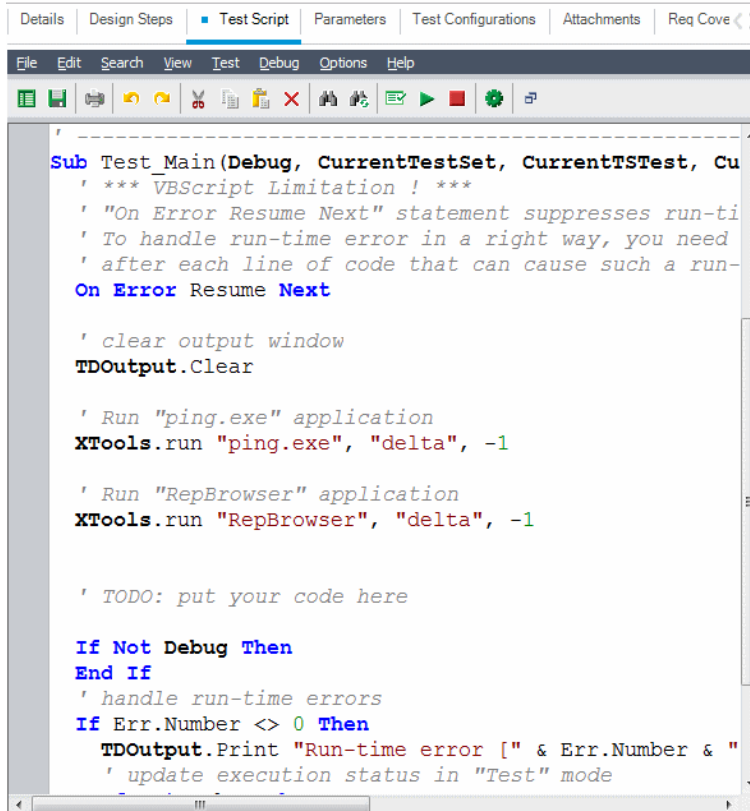 Details Design Steps Test Script Parameters Test Configurations Attachments Req Cove
File Edit Search View Test Debug Options Help
' ------------------------------------------------
Sub Test_Main(Debug, CurrentTestSet, CurrentTSTest, Cu
' *** VBScript Limitation ! ***
' "On Error Resume Next" statement suppresses run-ti
' To handle run-time error in a right way, you need
' after each line of code that can cause such a run-
On Error Resume Next
' clear output window
TDOutput.Clear
' Run "ping.exe" application
XTools.run "ping.exe", "delta", -1
' Run "RepBrowser" application
XTools.run "RepBrowser", "delta", -1
' TODO: put your code here
If Not Debug Then
End If
' handle run-time errors
If Err.Number <> 0 Then
TDOutput.Print "Run-time error [" & Err.Number & "
' update execution status in "Test" mode